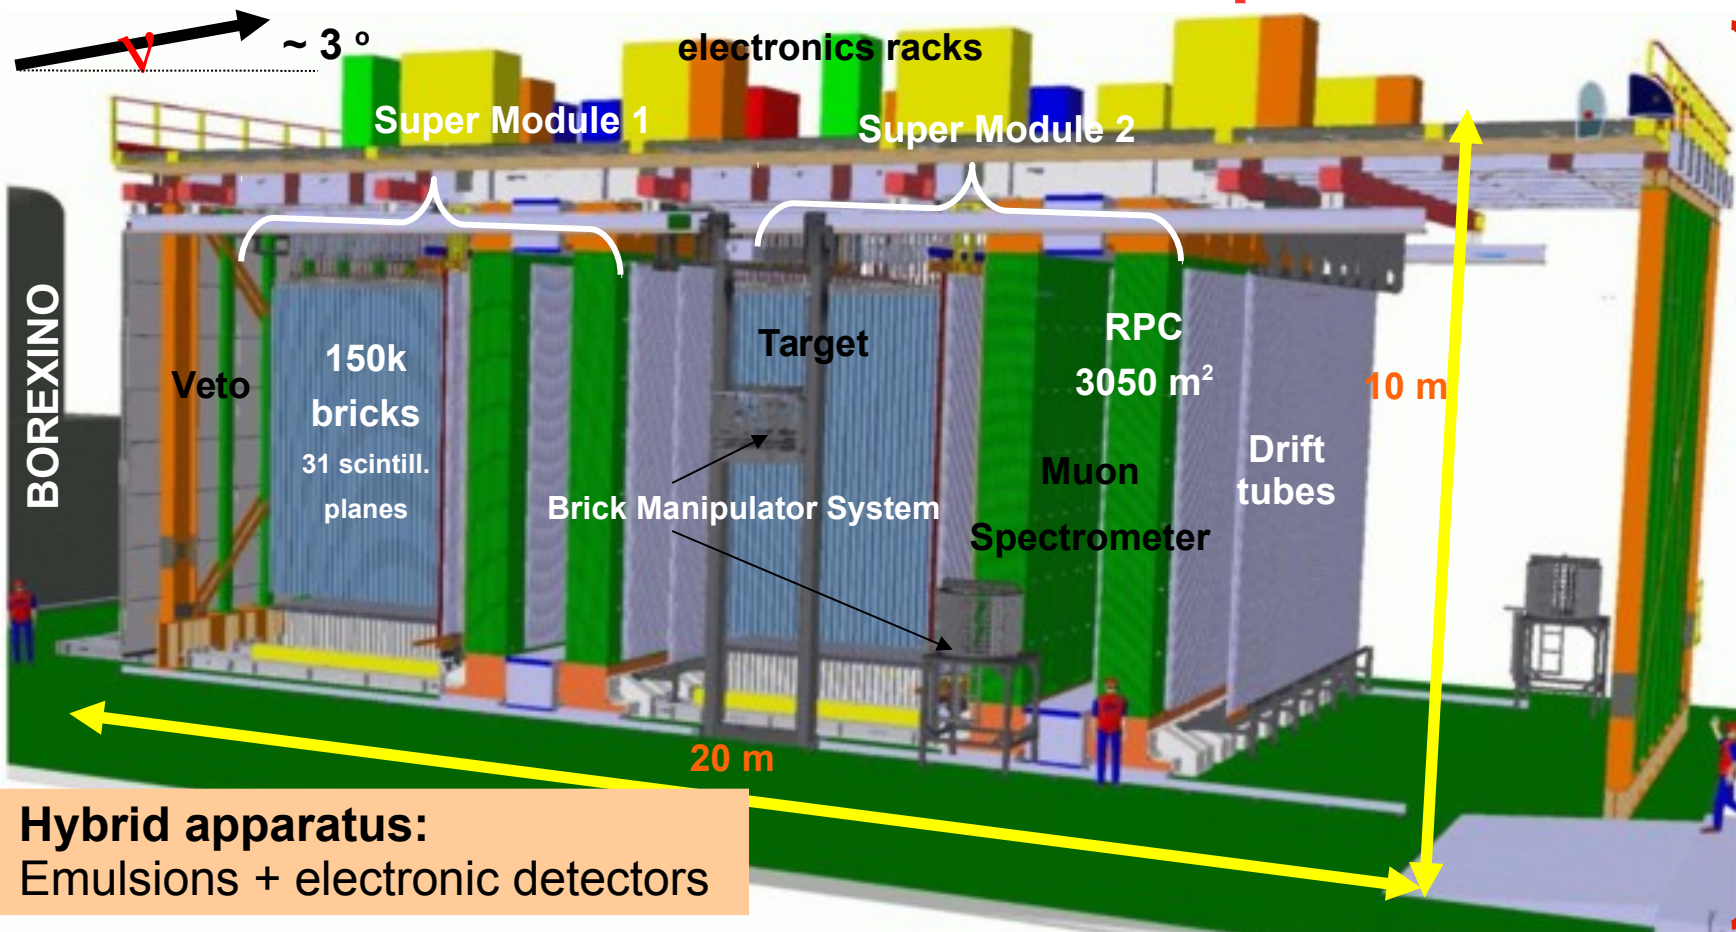 ν
~ 3 º
electronics racks
Super Module 1
Super Module 2
BOREXINO
Veto
150k
bricks
31 scintill.
planes
Target
Brick Manipulator System
RPC
3050 m²
Muon
Spectrometer
Drift
tubes
10 m
20 m
Hybrid apparatus:
Emulsions + electronic detectors